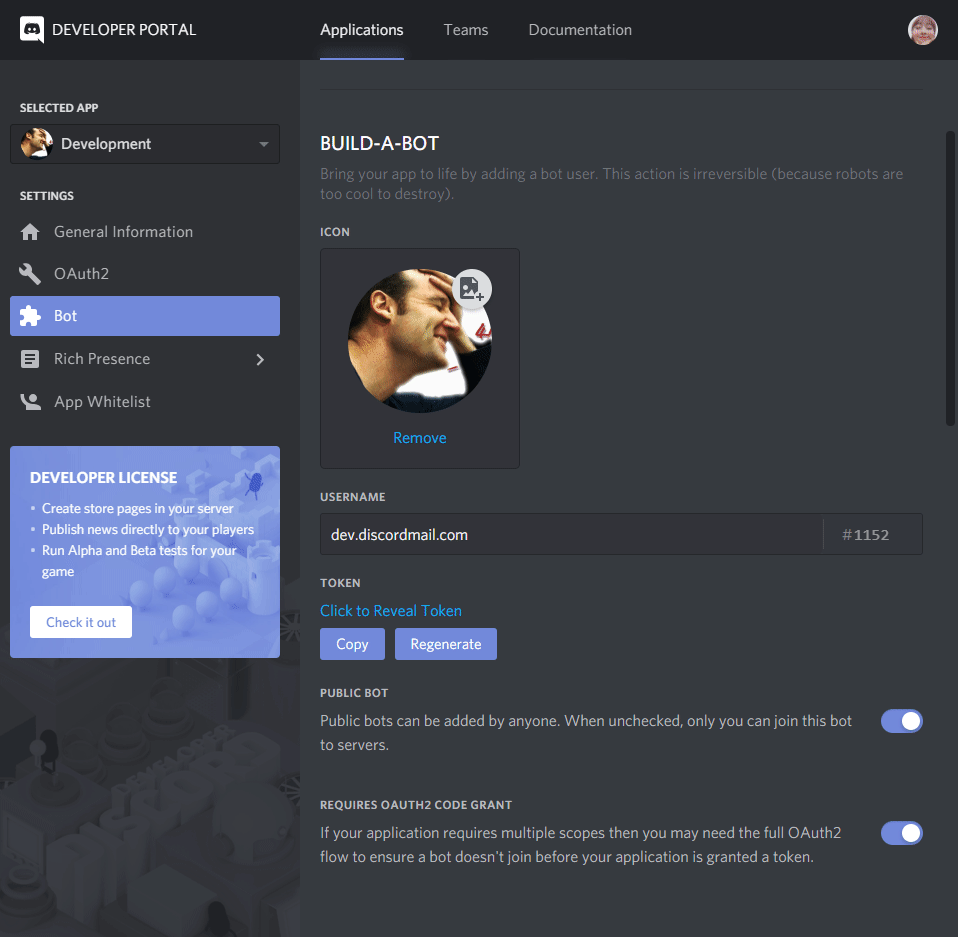 DEVELOPER PORTAL
Applications
Teams
Documentation
SELECTED APP
Development
SETTINGS
General Information
OAuth2
Bot
Rich Presence
App Whitelist
DEVELOPER LICENSE
• Create store pages in your server
• Publish news directly to your players
• Run Alpha and Beta tests for your
game
Check it out
BUILD-A-BOT
Bring your app to life by adding a bot user. This action is irreversible (because robots are
too cool to destroy).
ICON
Remove
USERNAME
dev.discordmail.com
#1152
TOKEN
Click to Reveal Token
Copy
Regenerate
PUBLIC BOT
Public bots can be added by anyone. When unchecked, only you can join this bot
to servers.
REQUIRES OAUTH2 CODE GRANT
If your application requires multiple scopes then you may need the full OAuth2
flow to ensure a bot doesn't join before your application is granted a token.